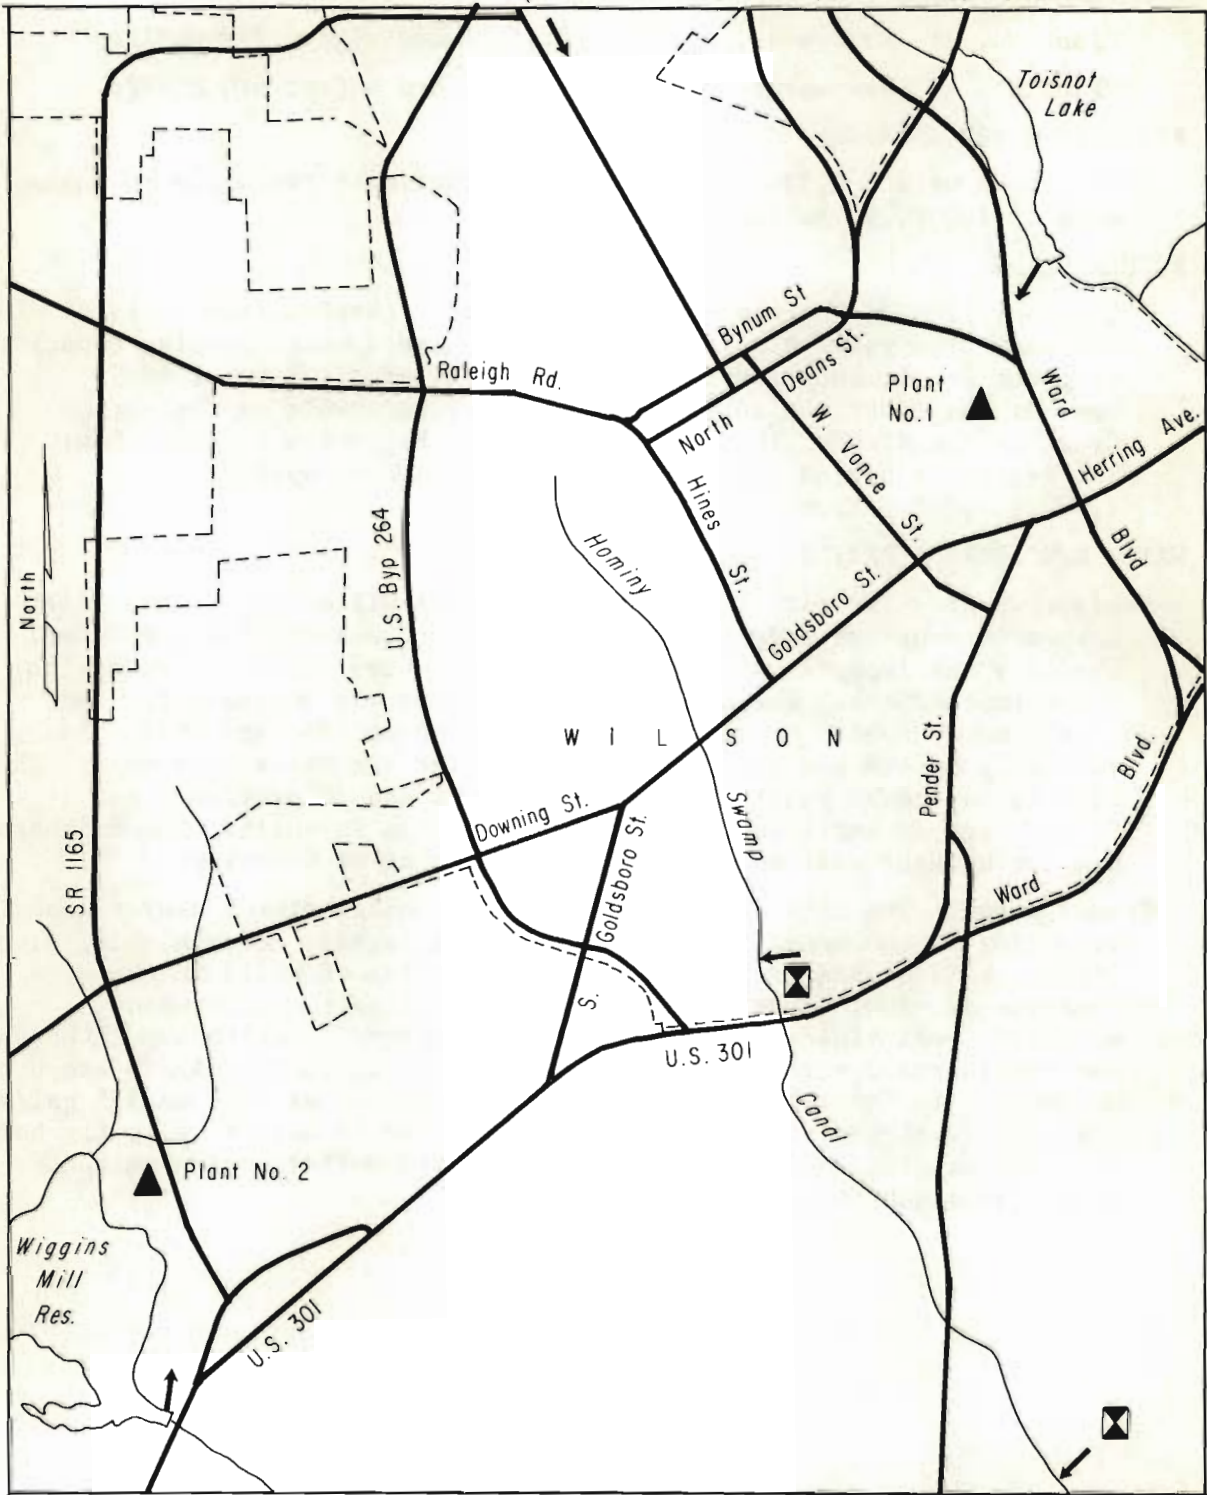 Toisnot
Lake
Bynum St
Deans St.
North
Raleigh Rd.
Plant
No. 1
Ward
Blvd
Herring Ave.
W. Vance St.
Hines St.
Hominy
Swamp
Canal
U.S. Byp 264
North
Goldsboro St.
WILSON
Pender St.
Downing St.
S. Goldsboro St.
SR 1165
Ward
Blvd.
U.S. 301
Plant No. 2
Wiggins
Mill
Res.
U.S. 301